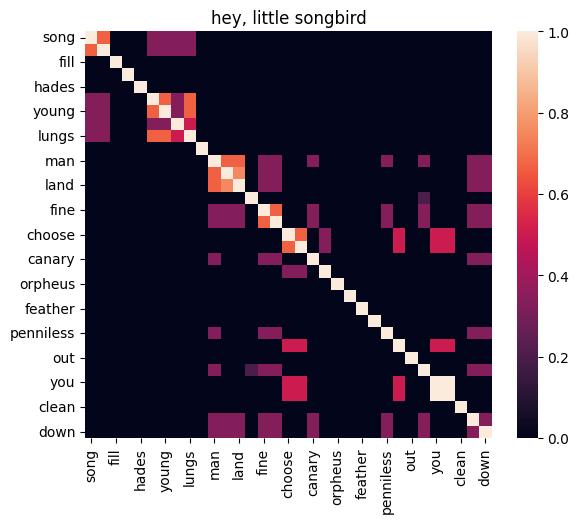 hey, little songbird
song
fill
hades
young
lungs
man
land
fine
choose
canary
orpheus
feather
penniless
out
you
clean
down
1.0
0.8
0.6
0.4
0.2
0.0
song
fill
hades
young
lungs
man
land
fine
choose
canary
orpheus
feather
penniless
out
you
clean
down